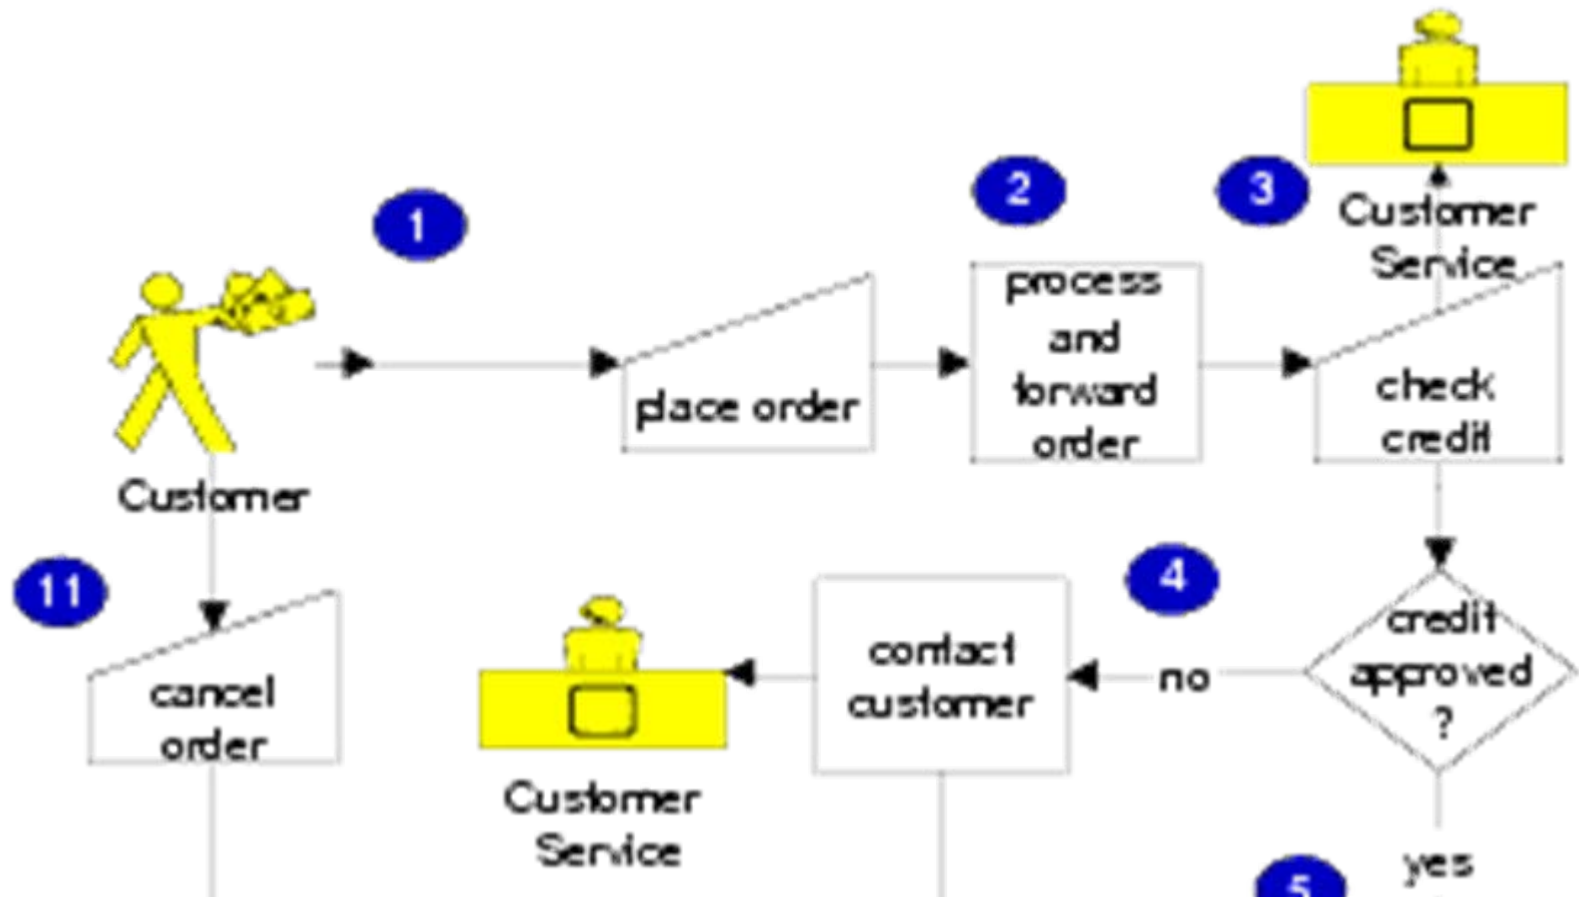 1
2
3
Customer
Service
process
and
forward
order
place order
check
credit
Customer
11
4
cancel
order
contact
customer
no
credit
approved
?
Customer
Service
5
yes